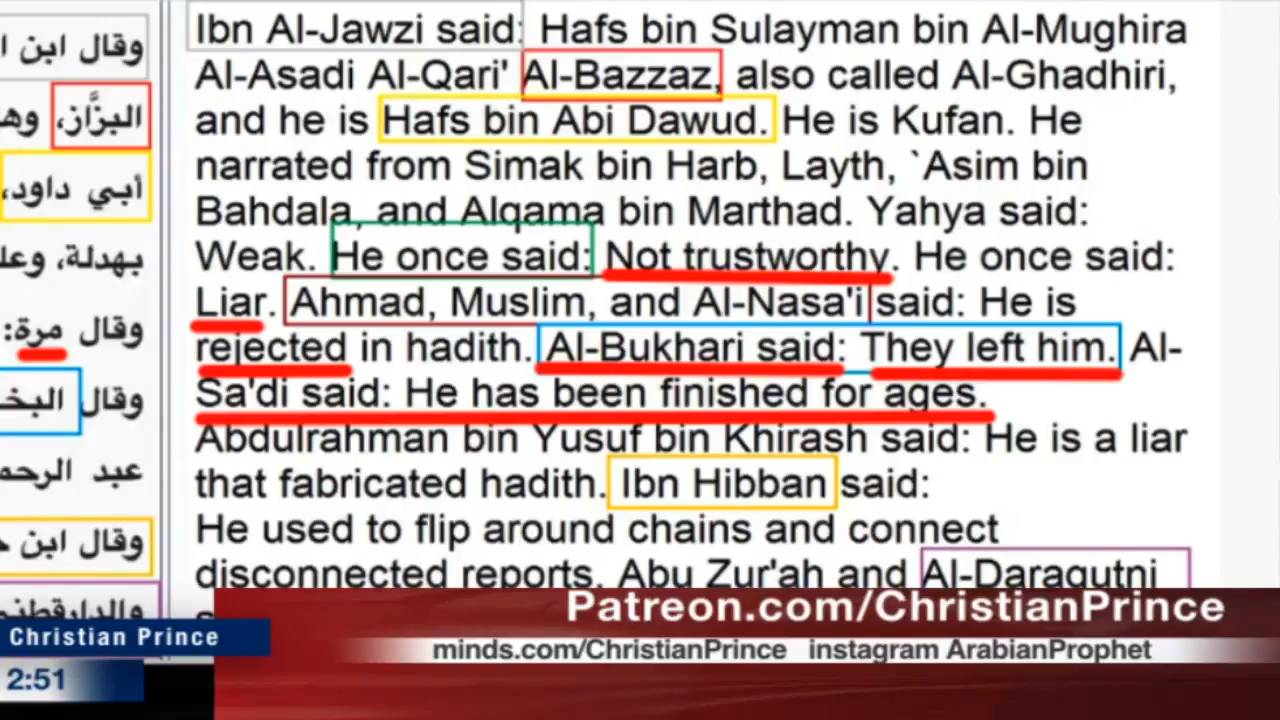 وقال ابن ا
البزَّاز، وهـ
أبي داود،
بهدلة، وعل
وقال مرة:
وقال البخـ
عبد الرحمـ
وقال ابن حـ
والدارقطنـ
Ibn Al-Jawzi said: Hafs bin Sulayman bin Al-Mughira
Al-Asadi Al-Qari' Al-Bazzaz, also called Al-Ghadhiri,
and he is Hafs bin Abi Dawud. He is Kufan. He
narrated from Simak bin Harb, Layth, `Asim bin
Bahdala, and Alqama bin Marthad. Yahya said:
Weak. He once said: Not trustworthy. He once said:
Liar. Ahmad, Muslim, and Al-Nasa'i said: He is
rejected in hadith. Al-Bukhari said: They left him. Al-
Sa'di said: He has been finished for ages.
Abdulrahman bin Yusuf bin Khirash said: He is a liar
that fabricated hadith. Ibn Hibban said:
He used to flip around chains and connect
disconnected reports. Abu Zur'ah and Al-Daraqutni
Patreon.com/ChristianPrince
Christian Prince
minds.com/ChristianPrince instagram ArabianProphet
2:51